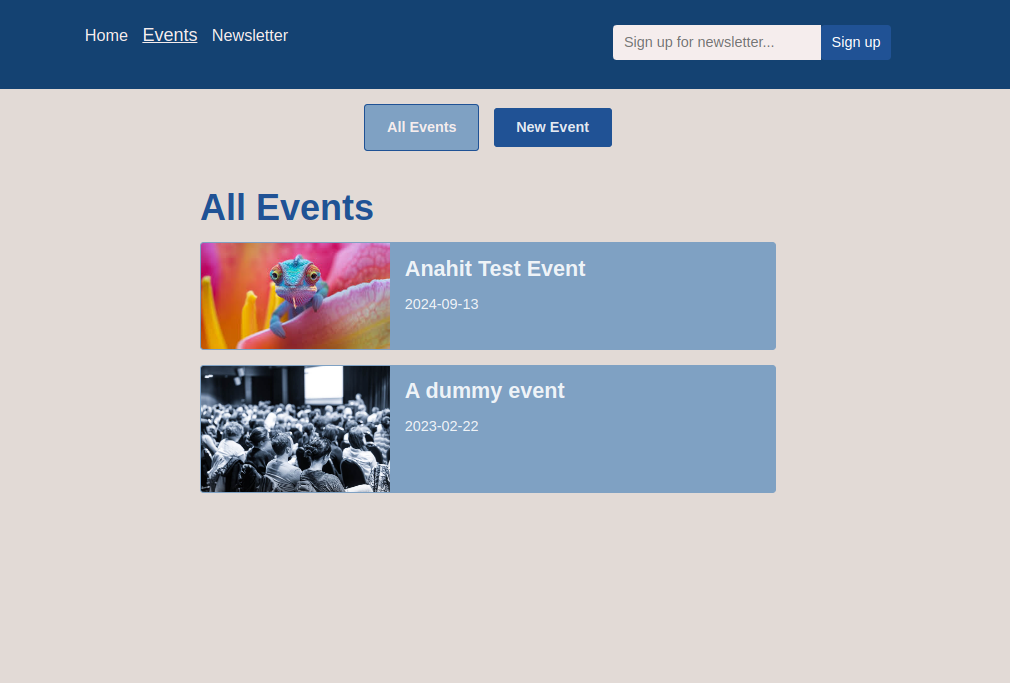 Home Events Newsletter
Sign up for newsletter... Sign up
All Events New Event
All Events
Anahit Test Event
2024-09-13
A dummy event
2023-02-22